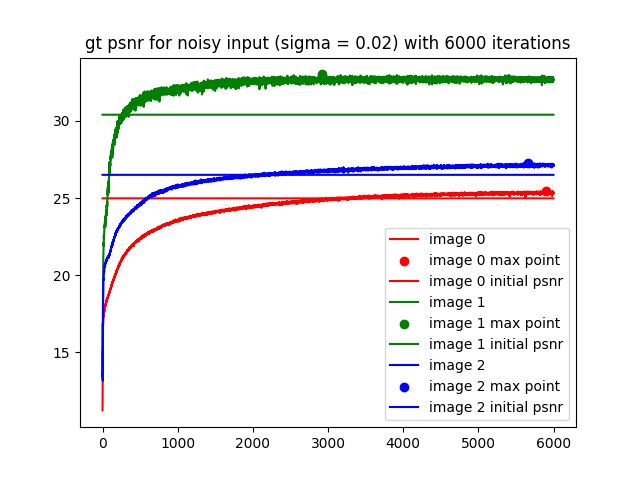 gt psnr for noisy input (sigma = 0.02) with 6000 iterations
30
25
20
15
0
1000
2000
3000
4000
5000
6000
image 0
image 0 max point
image 0 initial psnr
image 1
image 1 max point
image 1 initial psnr
image 2
image 2 max point
image 2 initial psnr